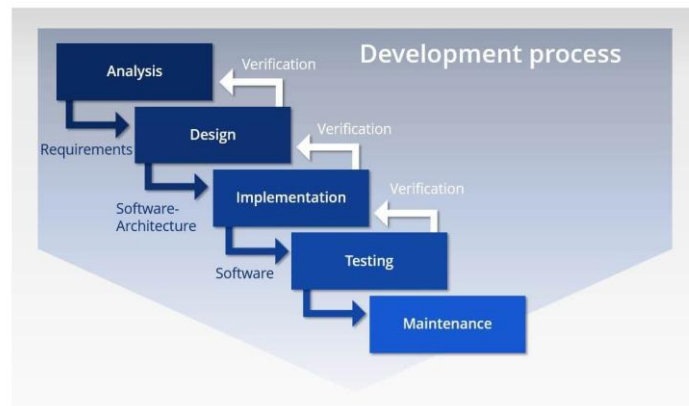 Development process
Analysis
Verification
Requirements
Design
Verification
Software-
Architecture
Implementation
Verification
Software
Testing
Maintenance